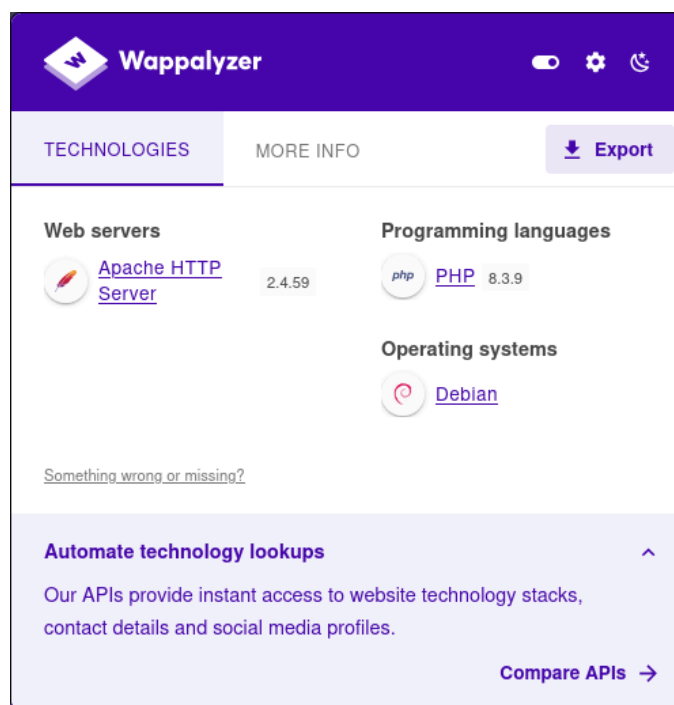 W
Wappalyzer
TECHNOLOGIES
MORE INFO
Export
Web servers
Apache HTTP
Server
2.4.59
Programming languages
php
PHP
8.3.9
Operating systems
Debian
Something wrong or missing?
Automate technology lookups
Our APIs provide instant access to website technology stacks,
contact details and social media profiles.
Compare APIs